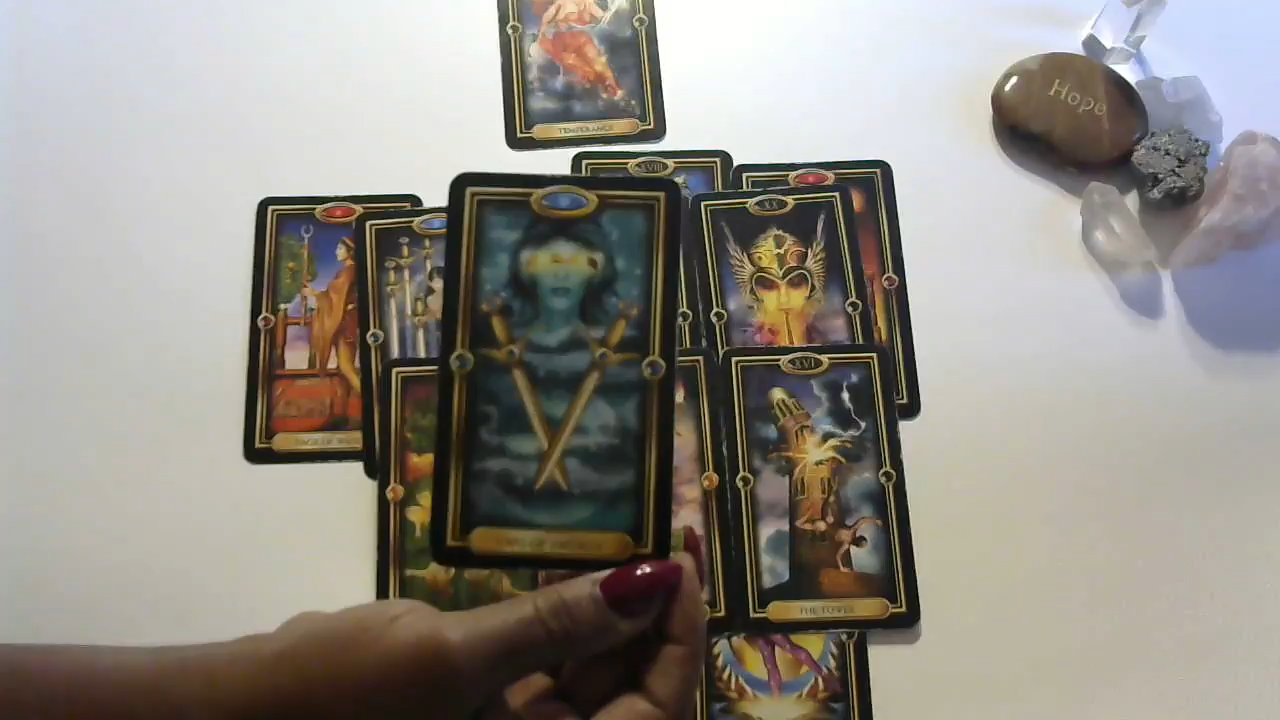 TEMPERANCE
Hope
XVIII
XX
XVI
THE TOWER